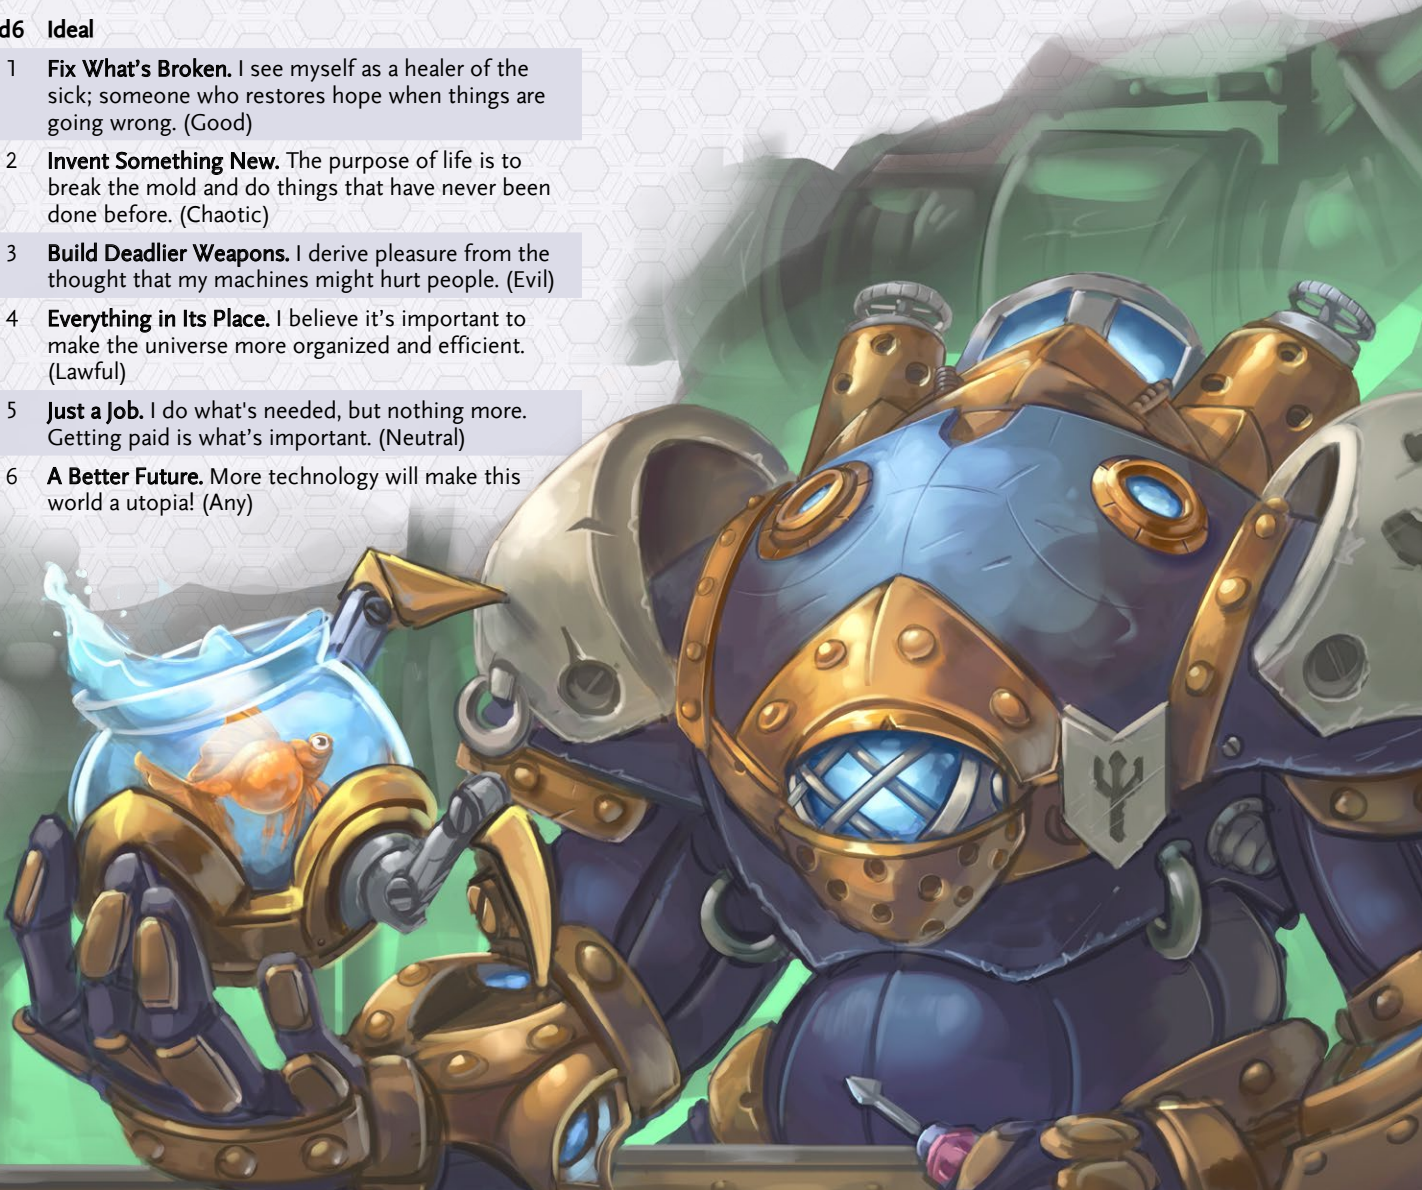 d6 Ideal
1 Fix What’s Broken. I see myself as a healer of the
sick; someone who restores hope when things are
going wrong. (Good)
2 Invent Something New. The purpose of life is to
break the mold and do things that have never been
done before. (Chaotic)
3 Build Deadlier Weapons. I derive pleasure from the
thought that my machines might hurt people. (Evil)
4 Everything in Its Place. I believe it’s important to
make the universe more organized and efficient.
(Lawful)
5 Just a Job. I do what's needed, but nothing more.
Getting paid is what’s important. (Neutral)
6 A Better Future. More technology will make this
world a utopia! (Any)